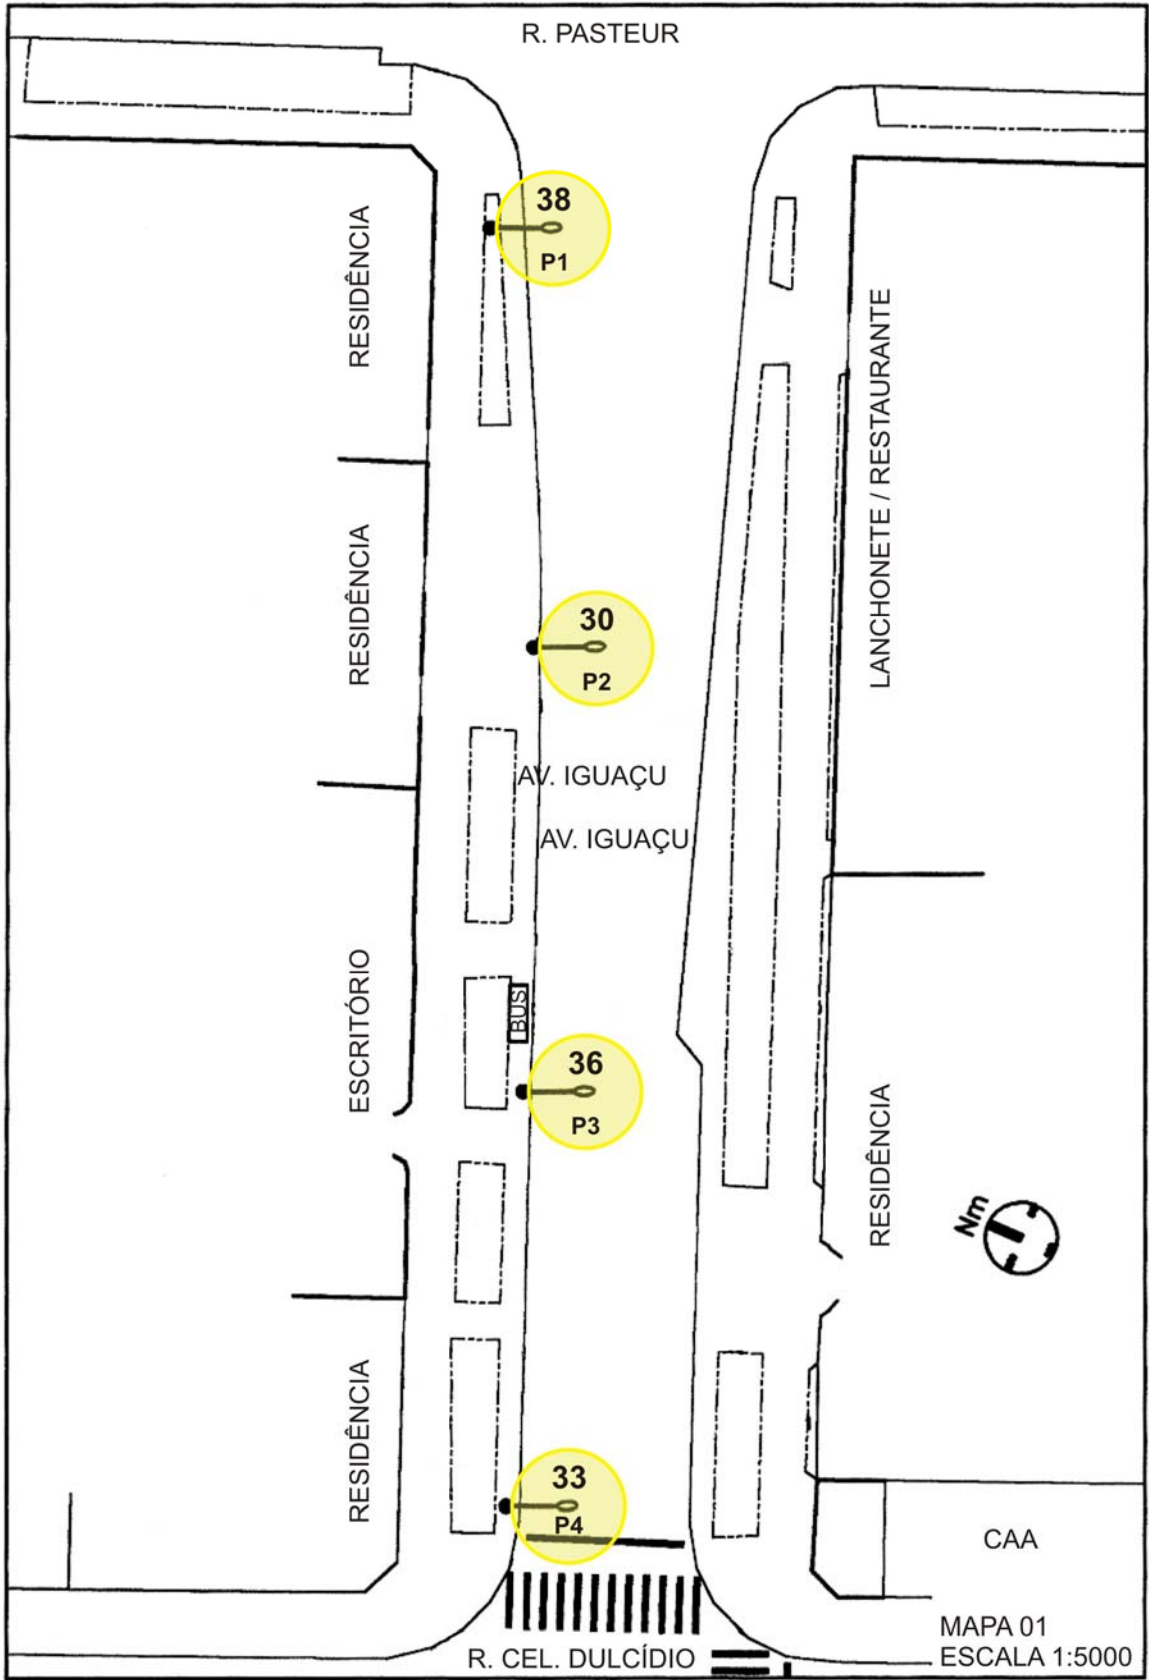 R. PASTEUR
38
P1
RESIDÊNCIA
LANCHONETE / RESTAURANTE
RESIDÊNCIA
30
P2
AV. IGUAÇU
AV. IGUAÇU
ESCRITÓRIO
BUS
36
P3
RESIDÊNCIA
Nm
RESIDÊNCIA
33
P4
CAA
R. CEL. DULCÍDIO
MAPA 01
ESCALA 1:5000